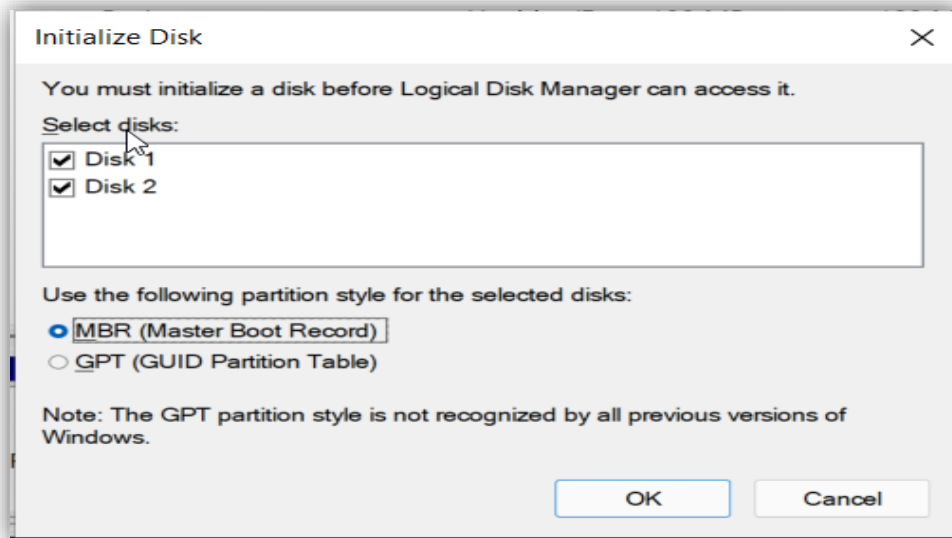 Initialize Disk
You must initialize a disk before Logical Disk Manager can access it.
Select disks:
Disk 1
Disk 2
Use the following partition style for the selected disks:
MBR (Master Boot Record)
GPT (GUID Partition Table)
Note: The GPT partition style is not recognized by all previous versions of
Windows.
OK
Cancel